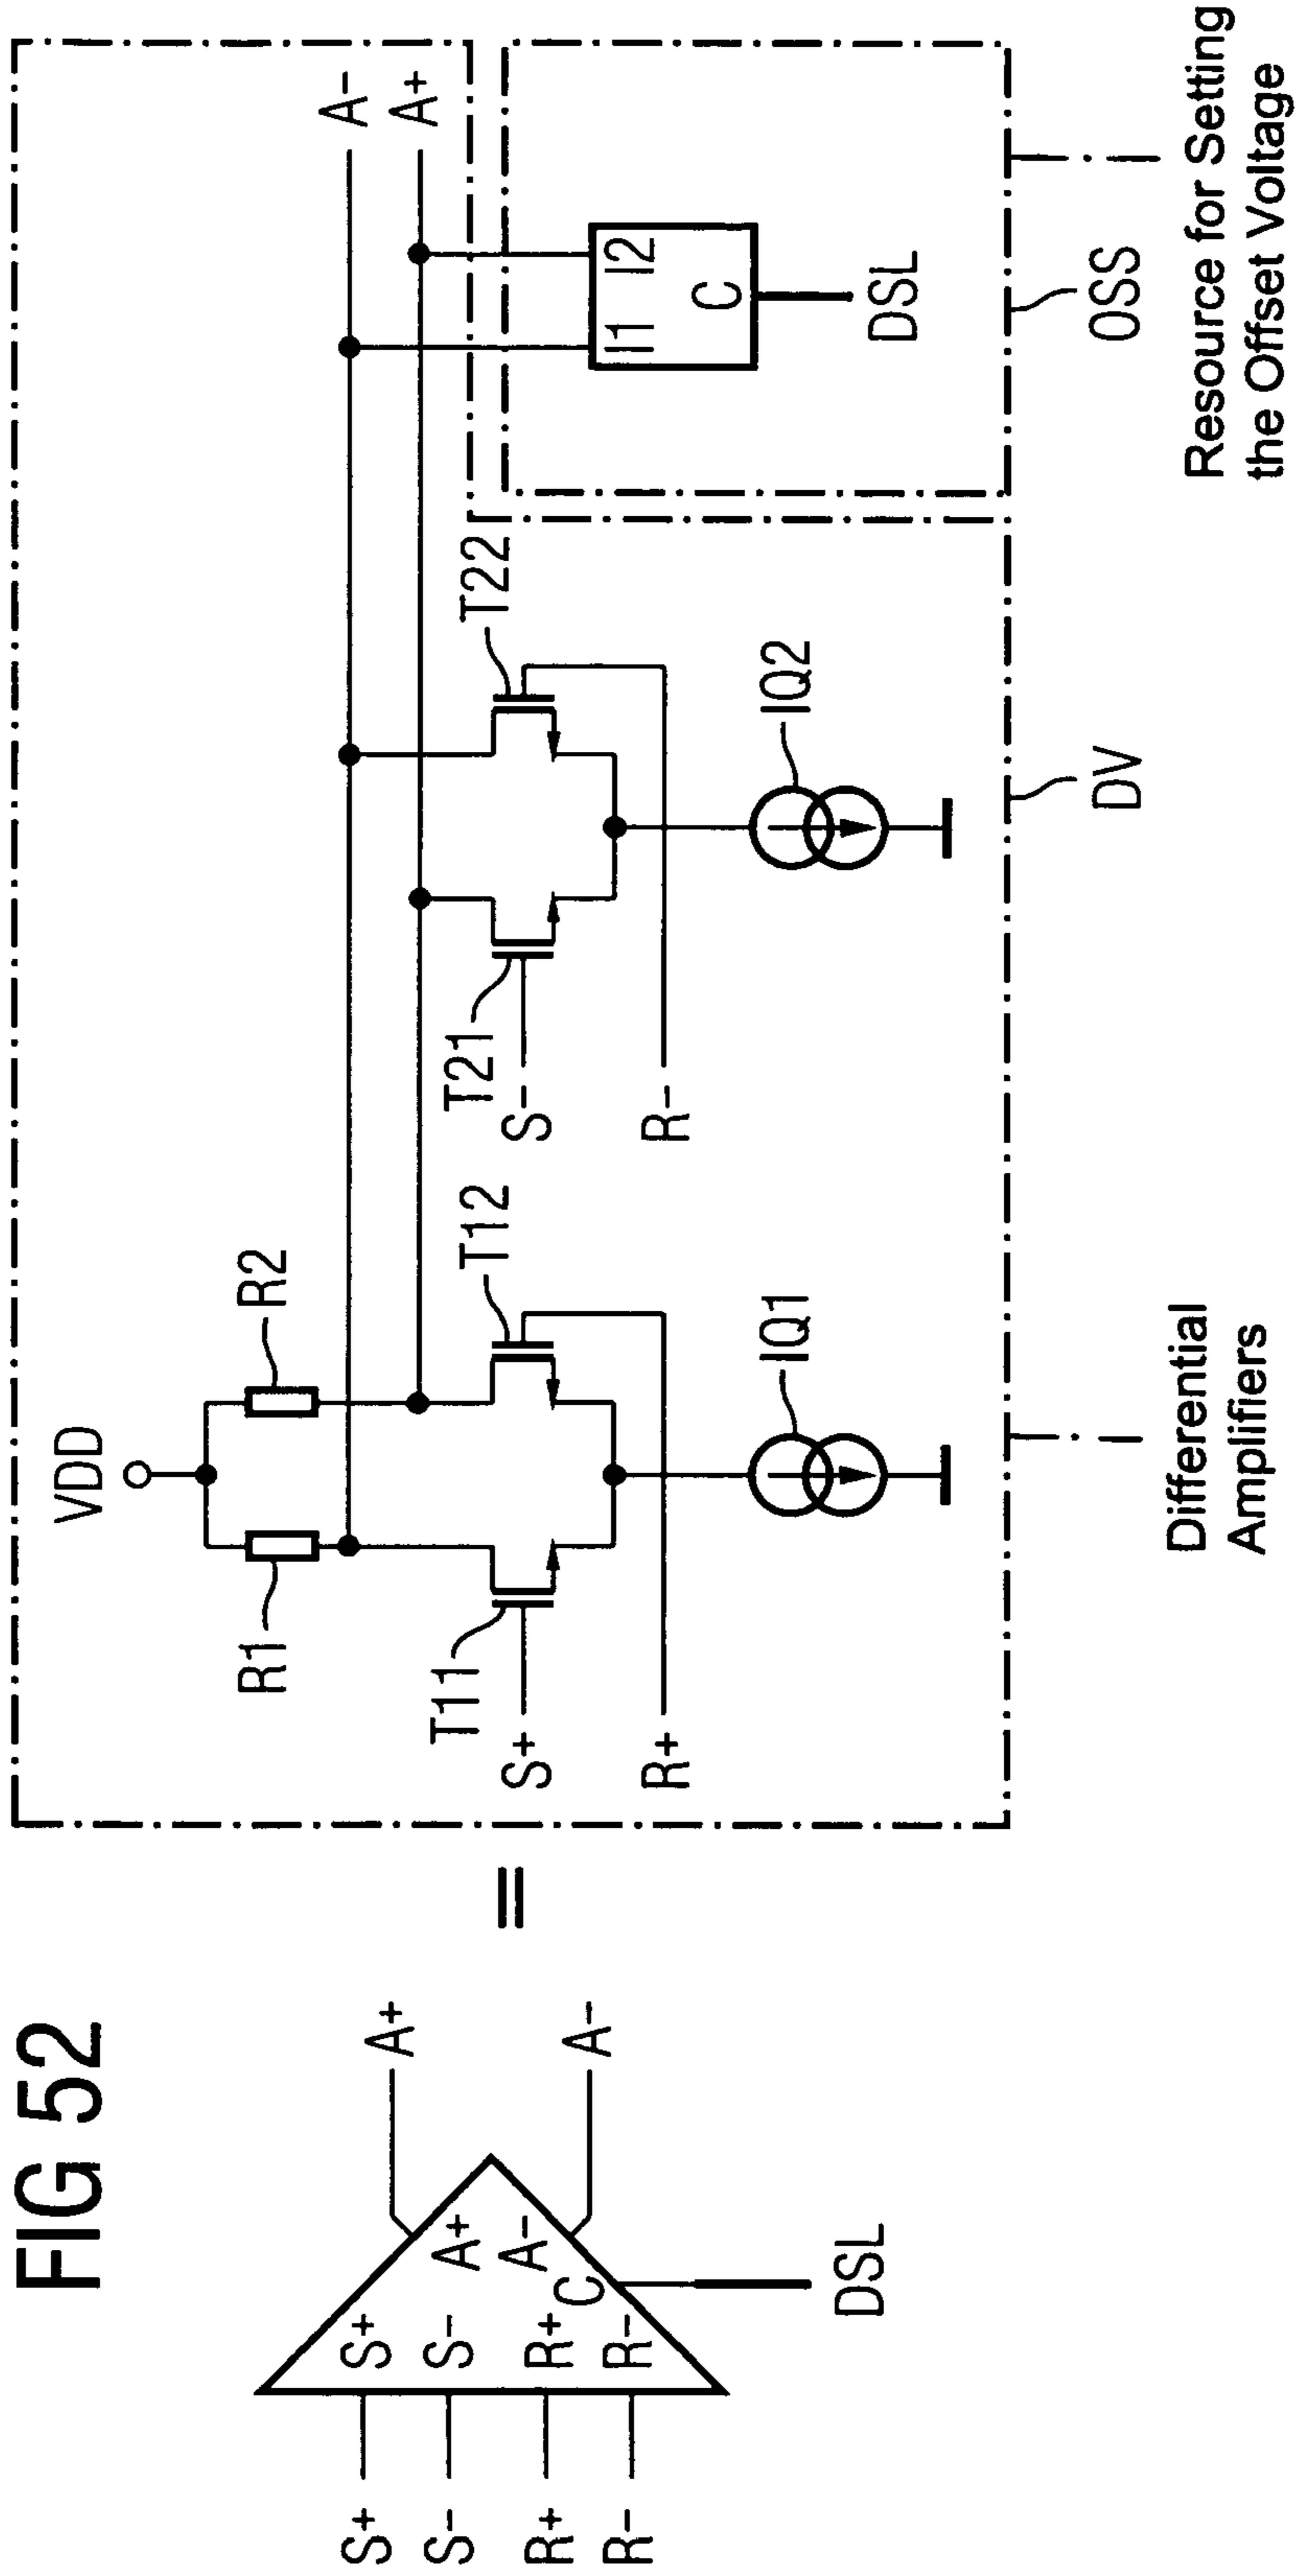 FIG 52
S+
S-
R+
R-
S+
S-
R+
R-
A+
A-
C
A+
A-
DSL
=
VDD
R1
R2
A-
A+
T11
T12
T21
T22
S+
R+
S-
R-
IQ1
IQ2
I1
I2
C
DSL
OSS
DV
Differential
Amplifiers
Resource for Setting
the Offset Voltage